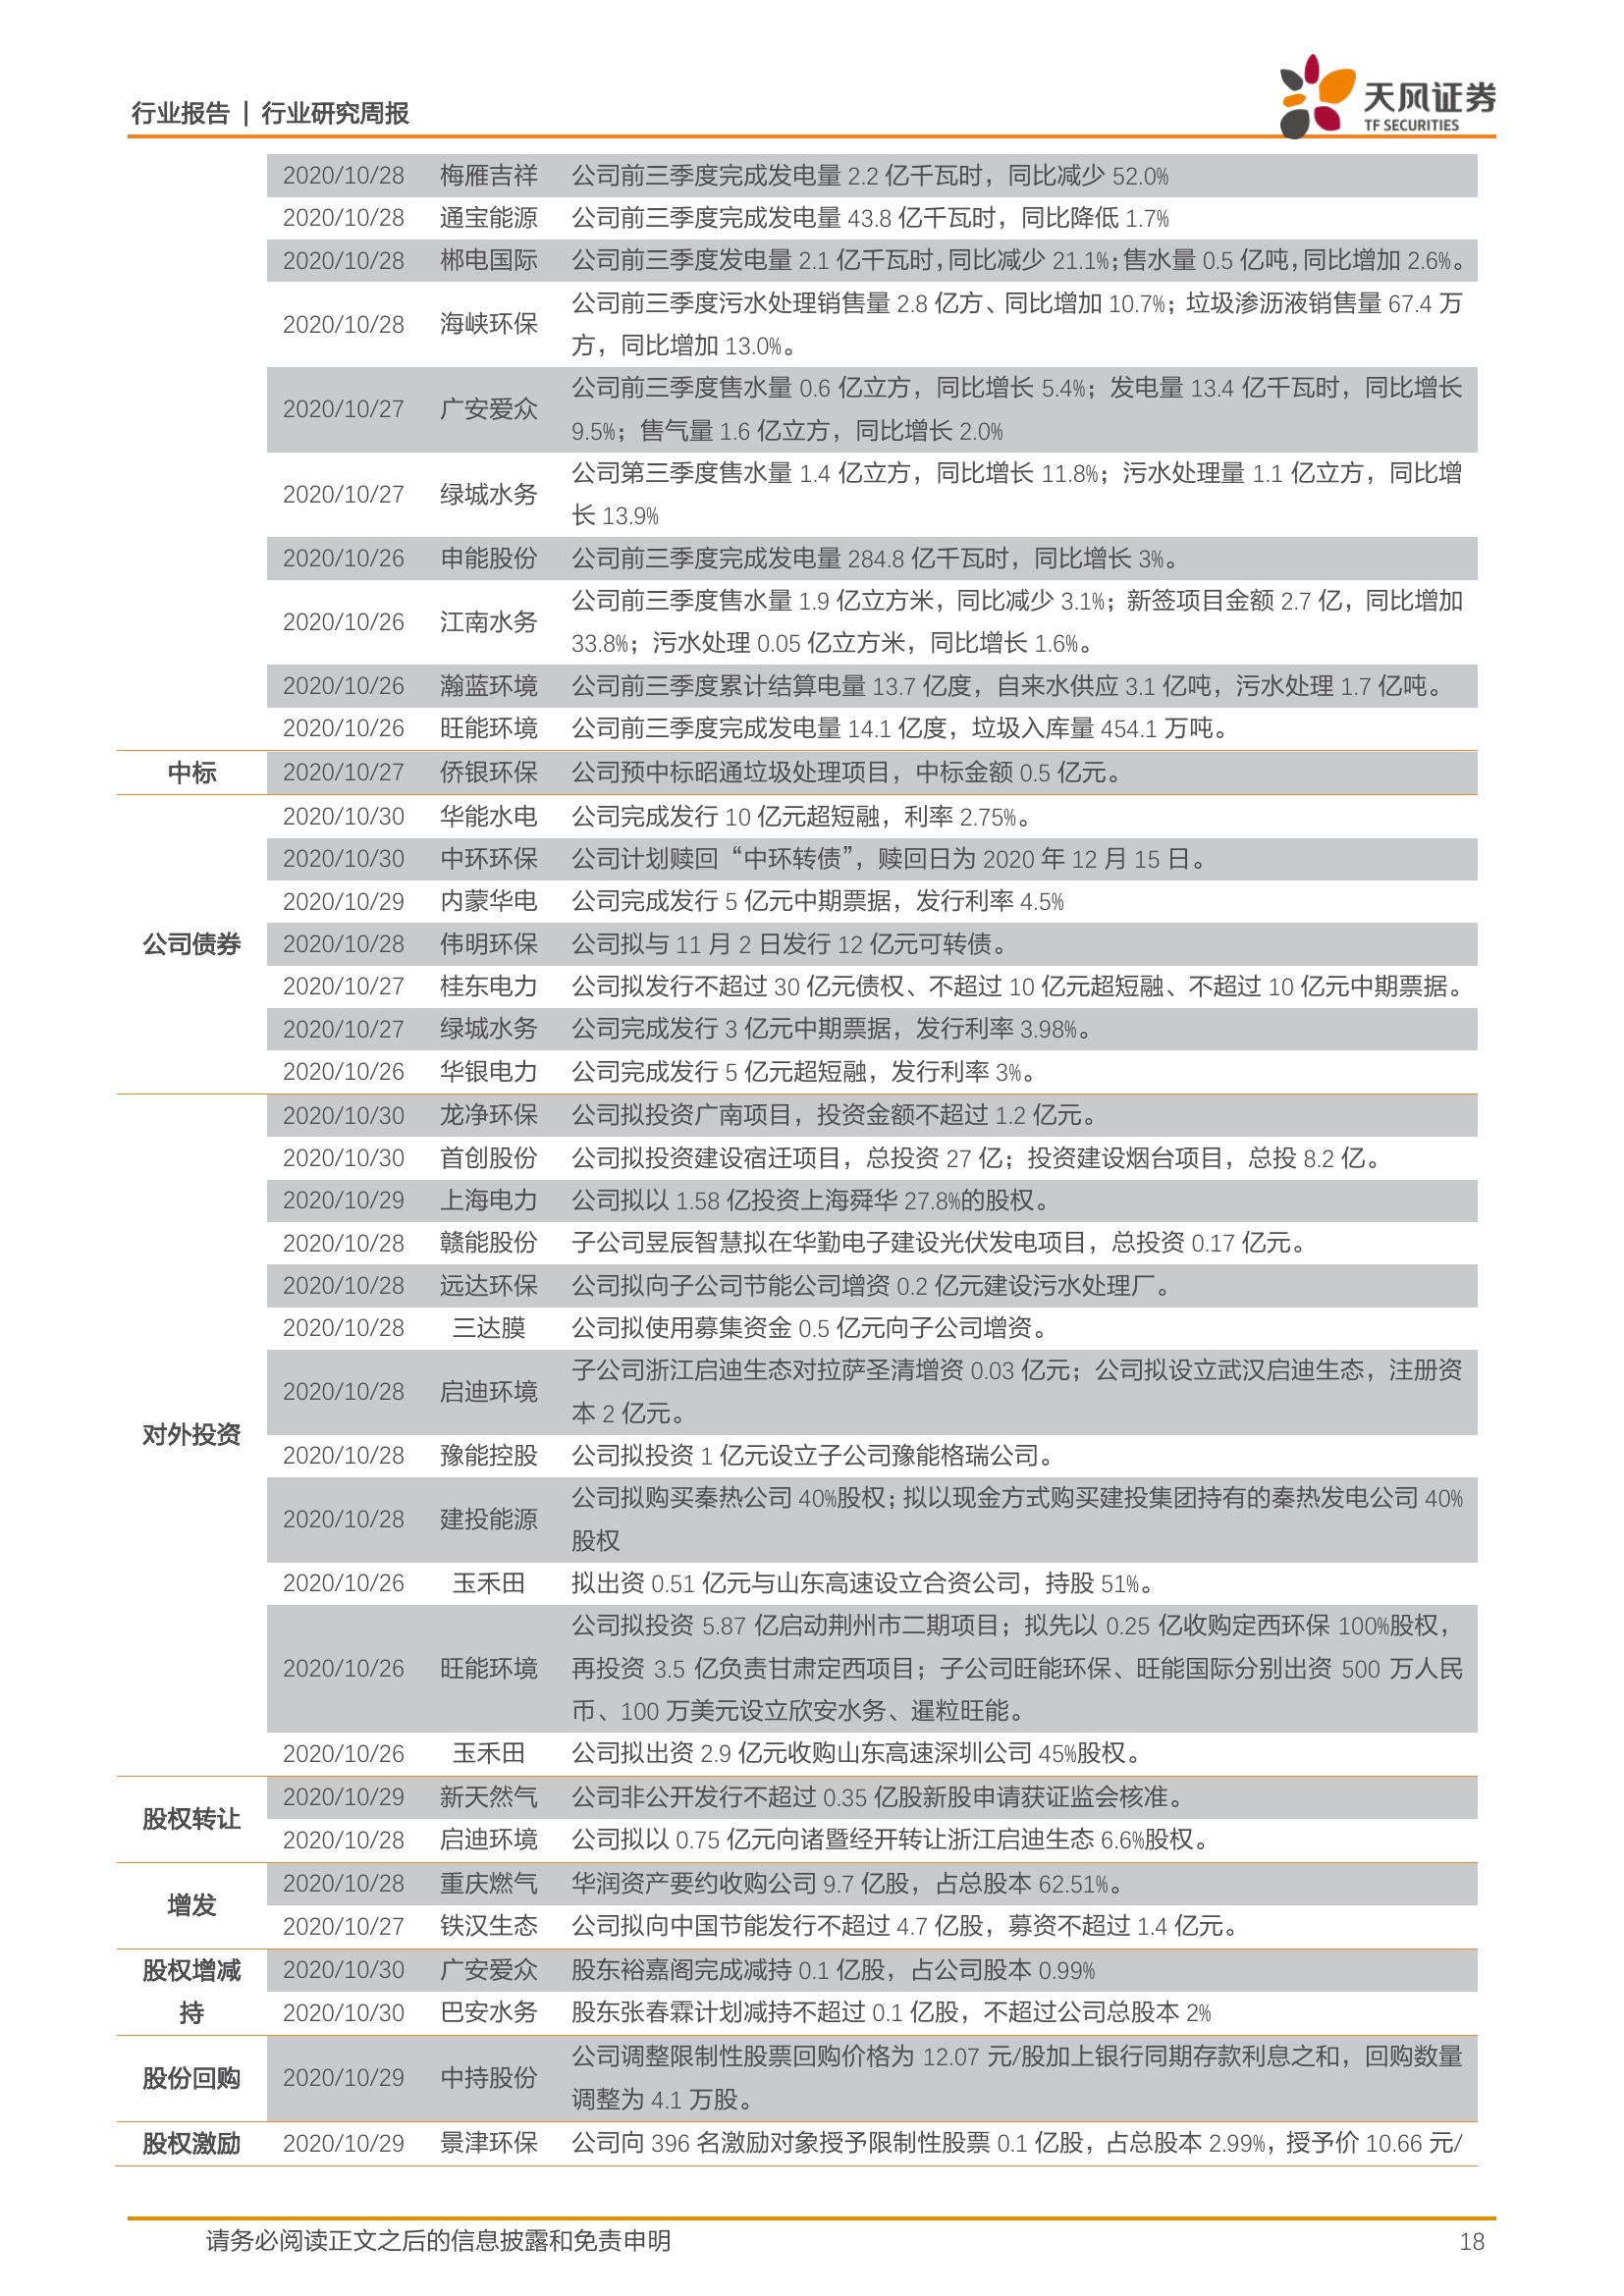 行业报告 | 行业研究周报
天风证券
TF SECURITIES
2020/10/28 梅雁吉祥 公司前三季度完成发电量 2.2 亿千瓦时，同比减少 52.0%
2020/10/28 通宝能源 公司前三季度完成发电量 43.8 亿千瓦时，同比降低 1.7%
2020/10/28 郴电国际 公司前三季度发电量 2.1 亿千瓦时，同比减少 21.1%；售水量 0.5 亿吨，同比增加 2.6%。
2020/10/28 海峡环保 公司前三季度污水处理销售量 2.8 亿方、同比增加 10.7%；垃圾渗沥液销售量 67.4 万
方，同比增加 13.0%。
2020/10/27 广安爱众 公司前三季度售水量 0.6 亿立方，同比增长 5.4%；发电量 13.4 亿千瓦时，同比增长
9.5%；售气量 1.6 亿立方，同比增长 2.0%
2020/10/27 绿城水务 公司第三季度售水量 1.4 亿立方，同比增长 11.8%；污水处理量 1.1 亿立方，同比增
长 13.9%
2020/10/26 申能股份 公司前三季度完成发电量 284.8 亿千瓦时，同比增长 3%。
2020/10/26 江南水务 公司前三季度售水量 1.9 亿立方米，同比减少 3.1%；新签项目金额 2.7 亿，同比增加
33.8%；污水处理 0.05 亿立方米，同比增长 1.6%。
2020/10/26 瀚蓝环境 公司前三季度累计结算电量 13.7 亿度，自来水供应 3.1 亿吨，污水处理 1.7 亿吨。
2020/10/26 旺能环境 公司前三季度完成发电量 14.1 亿度，垃圾入库量 454.1 万吨。
中标 2020/10/27 侨银环保 公司预中标昭通垃圾处理项目，中标金额 0.5 亿元。
2020/10/30 华能水电 公司完成发行 10 亿元超短融，利率 2.75%。
2020/10/30 中环环保 公司计划赎回“中环转债”，赎回日为 2020 年 12 月 15 日。
2020/10/29 内蒙华电 公司完成发行 5 亿元中期票据，发行利率 4.5%
公司债券 2020/10/28 伟明环保 公司拟与 11 月 2 日发行 12 亿元可转债。
2020/10/27 桂东电力 公司拟发行不超过 30 亿元债权、不超过 10 亿元超短融、不超过 10 亿元中期票据。
2020/10/27 绿城水务 公司完成发行 3 亿元中期票据，发行利率 3.98%。
2020/10/26 华银电力 公司完成发行 5 亿元超短融，发行利率 3%。
2020/10/30 龙净环保 公司拟投资广南项目，投资金额不超过 1.2 亿元。
2020/10/30 首创股份 公司拟投资建设宿迁项目，总投资 27 亿；投资建设烟台项目，总投 8.2 亿。
2020/10/29 上海电力 公司拟以 1.58 亿投资上海舜华 27.8%的股权。
2020/10/28 赣能股份 子公司昱辰智慧拟在华勤电子建设光伏发电项目，总投资 0.17 亿元。
2020/10/28 远达环保 公司拟向子公司节能公司增资 0.2 亿元建设污水处理厂。
2020/10/28 三达膜 公司拟使用募集资金 0.5 亿元向子公司增资。
2020/10/28 启迪环境 子公司浙江启迪生态对拉萨圣清增资 0.03 亿元；公司拟设立武汉启迪生态，注册资
本 2 亿元。
对外投资
2020/10/28 豫能控股 公司拟投资 1 亿元设立子公司豫能格瑞公司。
2020/10/28 建投能源 公司拟购买秦热公司 40%股权；拟以现金方式购买建投集团持有的秦热发电公司 40%
股权
2020/10/26 玉禾田 拟出资 0.51 亿元与山东高速设立合资公司，持股 51%。
2020/10/26 旺能环境 公司拟投资 5.87 亿启动荆州市二期项目；拟先以 0.25 亿收购定西环保 100%股权，
再投资 3.5 亿负责甘肃定西项目；子公司旺能环保、旺能国际分别出资 500 万人民
币、100 万美元设立欣安水务、暹粒旺能。
2020/10/26 玉禾田 公司拟出资 2.9 亿元收购山东高速深圳公司 45%股权。
股权转让 2020/10/29 新天然气 公司非公开发行不超过 0.35 亿股新股申请获证监会核准。
2020/10/28 启迪环境 公司拟以 0.75 亿元向诸暨经开转让浙江启迪生态 6.6%股权。
增发 2020/10/28 重庆燃气 华润资产要约收购公司 9.7 亿股，占总股本 62.51%。
2020/10/27 铁汉生态 公司拟向中国节能发行不超过 4.7 亿股，募资不超过 1.4 亿元。
股权增减 2020/10/30 广安爱众 股东裕嘉阁完成减持 0.1 亿股，占公司股本 0.99%
持 2020/10/30 巴安水务 股东张春霖计划减持不超过 0.1 亿股，不超过公司总股本 2%
股份回购 2020/10/29 中持股份 公司调整限制性股票回购价格为 12.07 元/股加上银行同期存款利息之和，回购数量
调整为 4.1 万股。
股权激励 2020/10/29 景津环保 公司向 396 名激励对象授予限制性股票 0.1 亿股，占总股本 2.99%，授予价 10.66 元/
请务必阅读正文之后的信息披露和免责申明 18